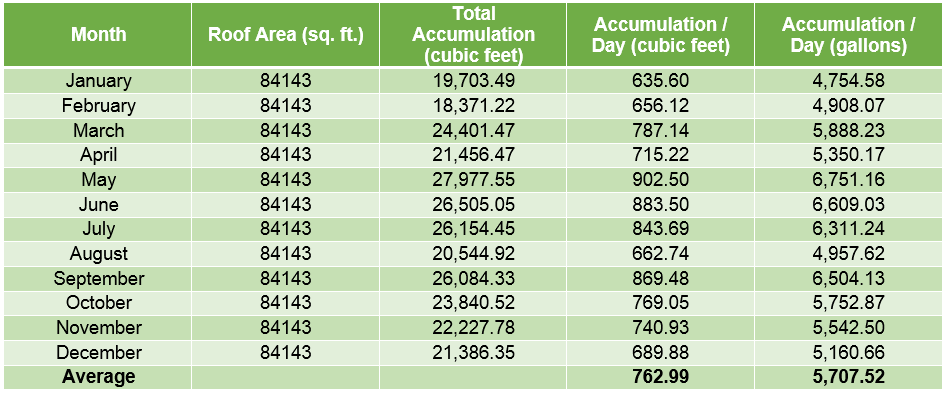 Month Roof Area (sq. ft.) Total Accumulation (cubic feet) Accumulation / Day (cubic feet) Accumulation / Day (gallons)
January 84143 19,703.49 635.60 4,754.58
February 84143 18,371.22 656.12 4,908.07
March 84143 24,401.47 787.14 5,888.23
April 84143 21,456.47 715.22 5,350.17
May 84143 27,977.55 902.50 6,751.16
June 84143 26,505.05 883.50 6,609.03
July 84143 26,154.45 843.69 6,311.24
August 84143 20,544.92 662.74 4,957.62
September 84143 26,084.33 869.48 6,504.13
October 84143 23,840.52 769.05 5,752.87
November 84143 22,227.78 740.93 5,542.50
December 84143 21,386.35 689.88 5,160.66
Average 762.99 5,707.52